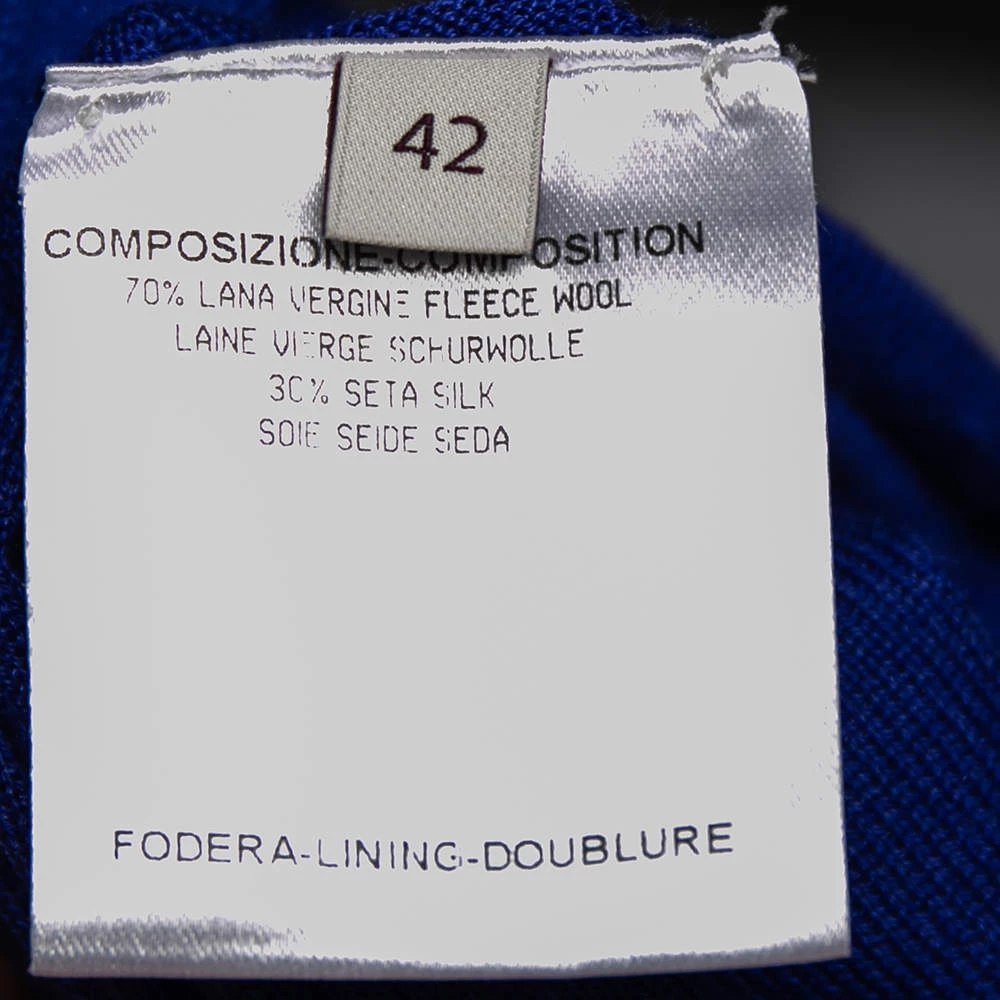 42
COMPOSIZIONE-COMPOSITION
70% LANA VERGINE FLEECE WOOL
LAINE VIERGE SCHURWOLLE
30% SETA SILK
SOIE SEIDE SEDA
FODERA-LINING-DOUBLURE